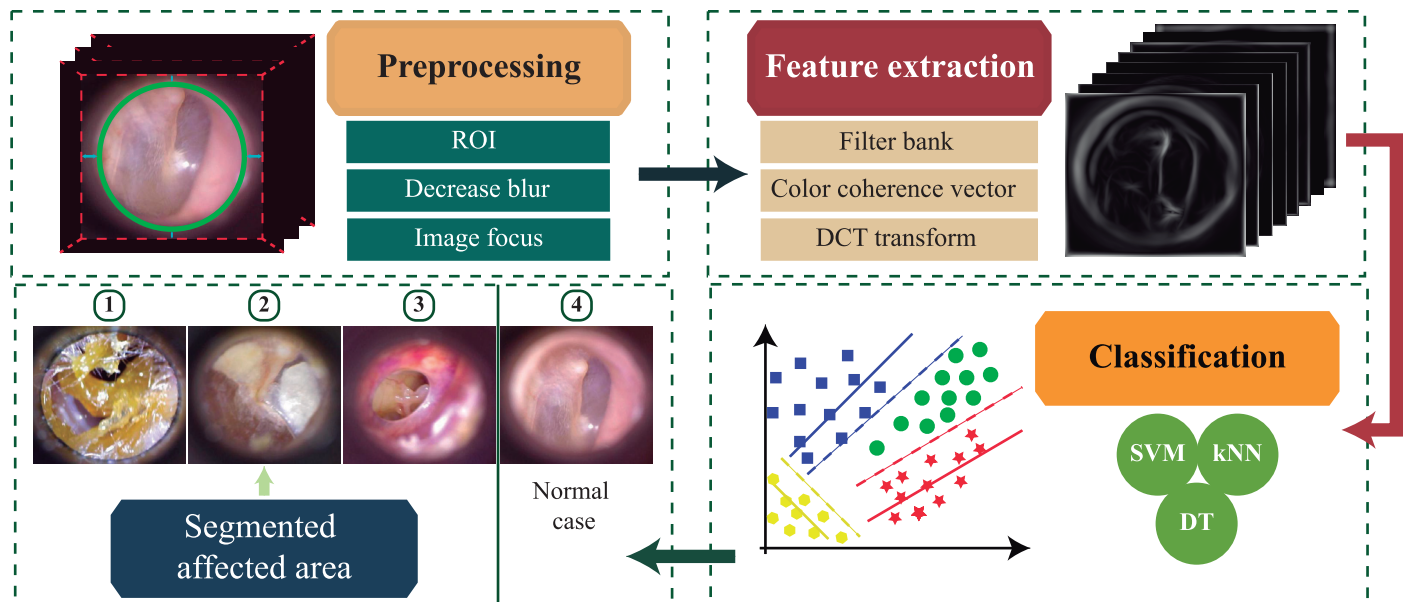 Preprocessing
ROI
Decrease blur
Image focus
Feature extraction
Filter bank
Color coherence vector
DCT transform
1
2
3
4
Normal
case
Segmented
affected area
Classification
SVM
kNN
DT